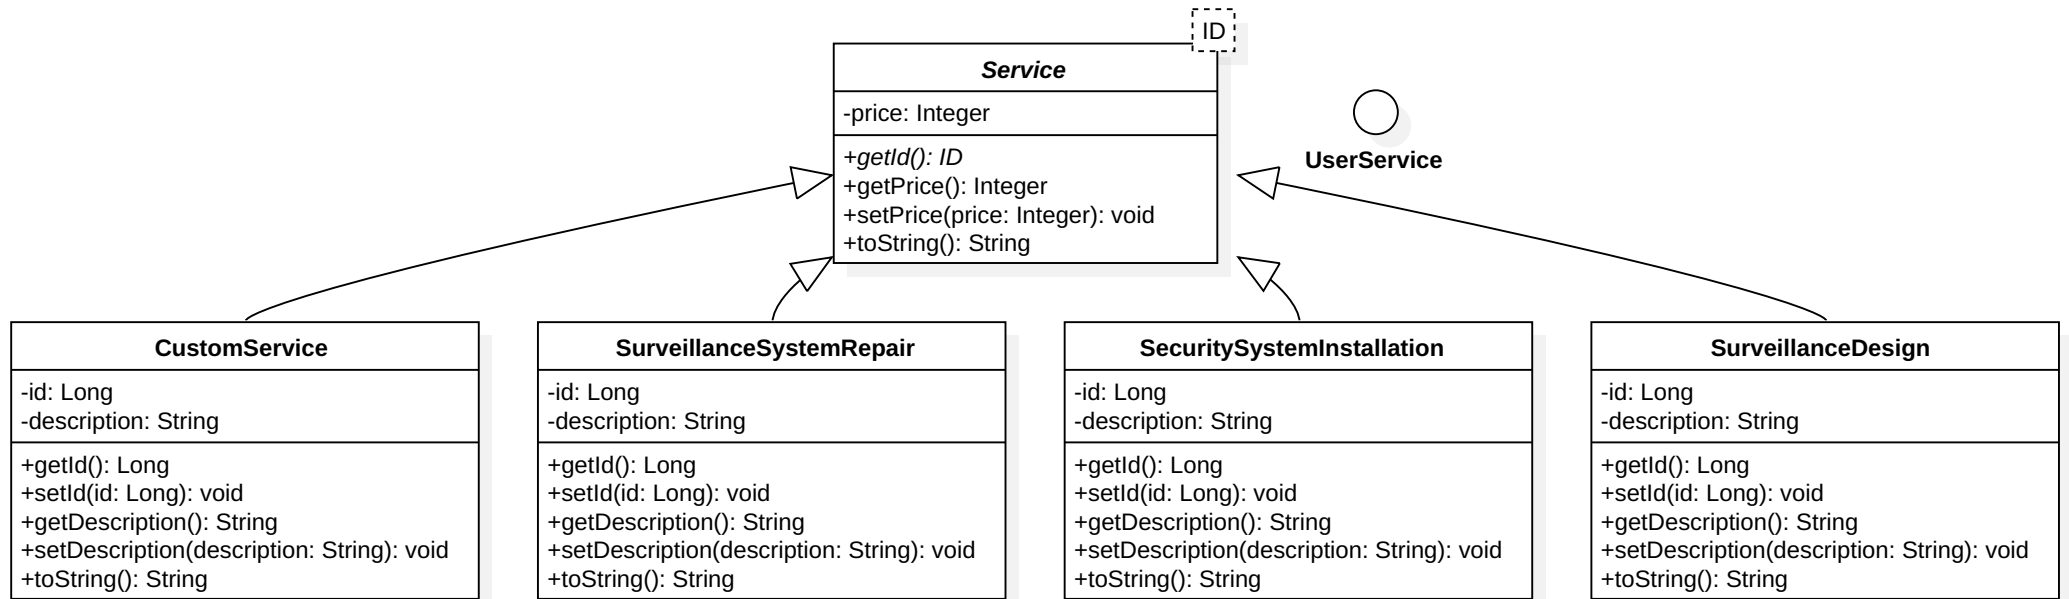 ID
Service
-price: Integer
+getId(): ID
+getPrice(): Integer
+setPrice(price: Integer): void
+toString(): String
UserService
CustomService
-id: Long
-description: String
+getId(): Long
+setId(id: Long): void
+getDescription(): String
+setDescription(description: String): void
+toString(): String
SurveillanceSystemRepair
-id: Long
-description: String
+getId(): Long
+setId(id: Long): void
+getDescription(): String
+setDescription(description: String): void
+toString(): String
SecuritySystemInstallation
-id: Long
-description: String
+getId(): Long
+setId(id: Long): void
+getDescription(): String
+setDescription(description: String): void
+toString(): String
SurveillanceDesign
-id: Long
-description: String
+getId(): Long
+setId(id: Long): void
+getDescription(): String
+setDescription(description: String): void
+toString(): String